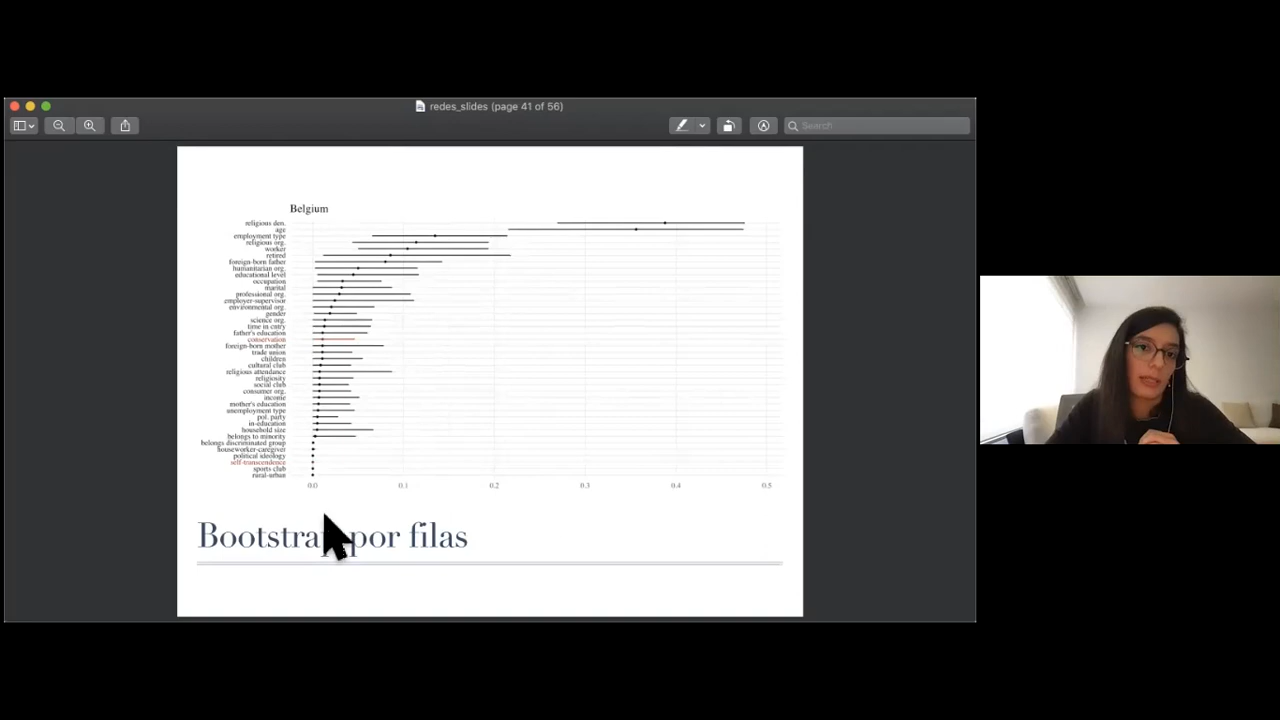 redes_slides (page 41 of 56)
Search
Belgium
religious den.
age
employment type
religious org.
worker
retired
foreign-born father
humanitarian org.
educational level
occupation
marital
professional org.
employer-supervisor
environmental org.
gender
science org.
time in cntry
father's education
conservation
foreign-born mother
trade union
children
cultural club
religious attendance
religiosity
social club
consumer org.
income
mother's education
unemployment type
pol. party
in-education
household size
belongs to minority
belongs discriminated group
houseworker-caregiver
political ideology
self-transcendence
sports club
rural-urban
0.0 0.1 0.2 0.3 0.4 0.5
Bootstrap por filas